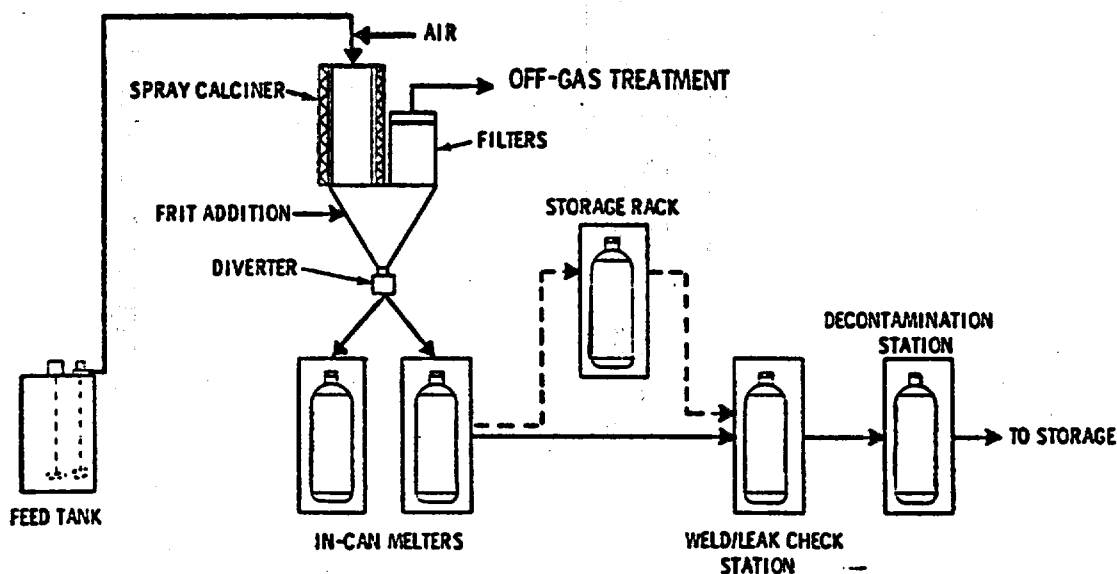 AIR
OFF-GAS TREATMENT
SPRAY CALCINER
FILTERS
FRIT ADDITION
STORAGE RACK
DIVERTER
DECONTAMINATION
STATION
TO STORAGE
FEED TANK
IN-CAN MELTERS
WELD/LEAK CHECK
STATION